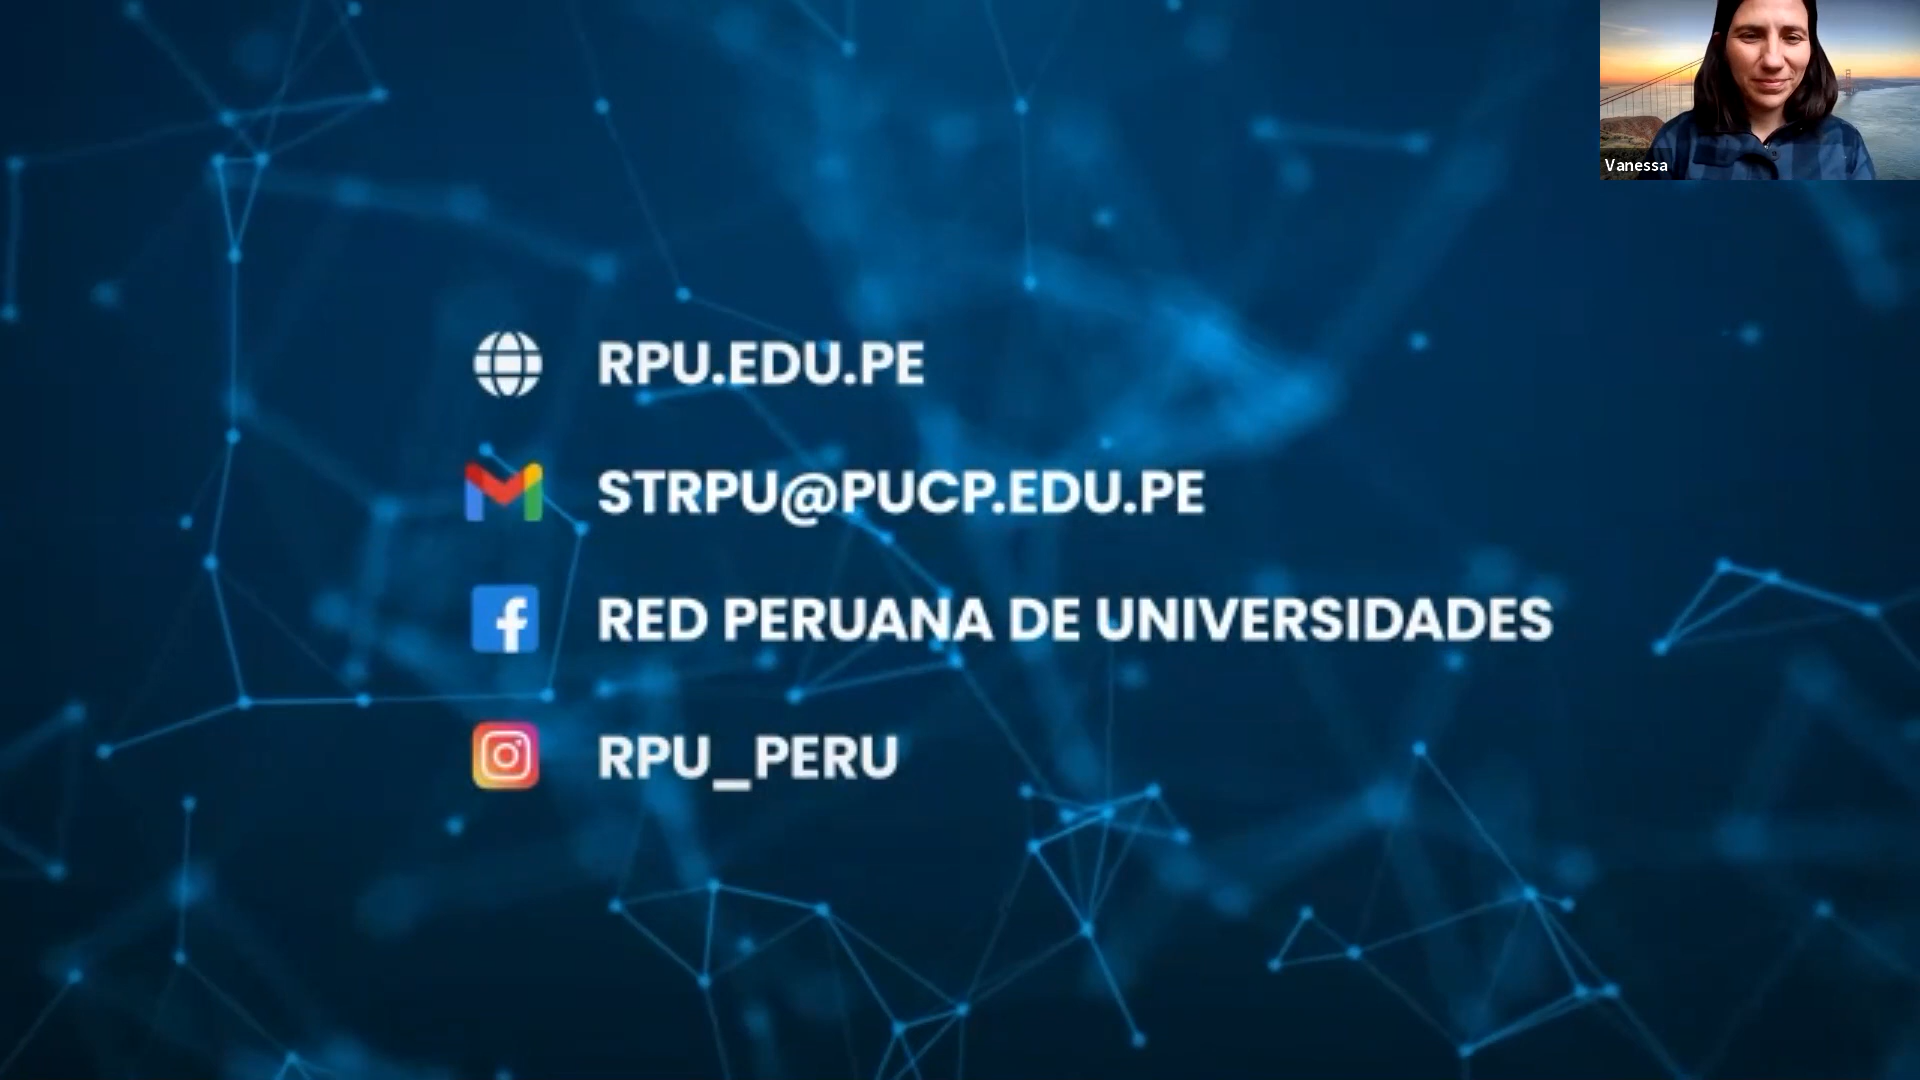 Vanessa
RPU.EDU.PE
STRPU@PUCP.EDU.PE
RED PERUANA DE UNIVERSIDADES
RPU_PERU